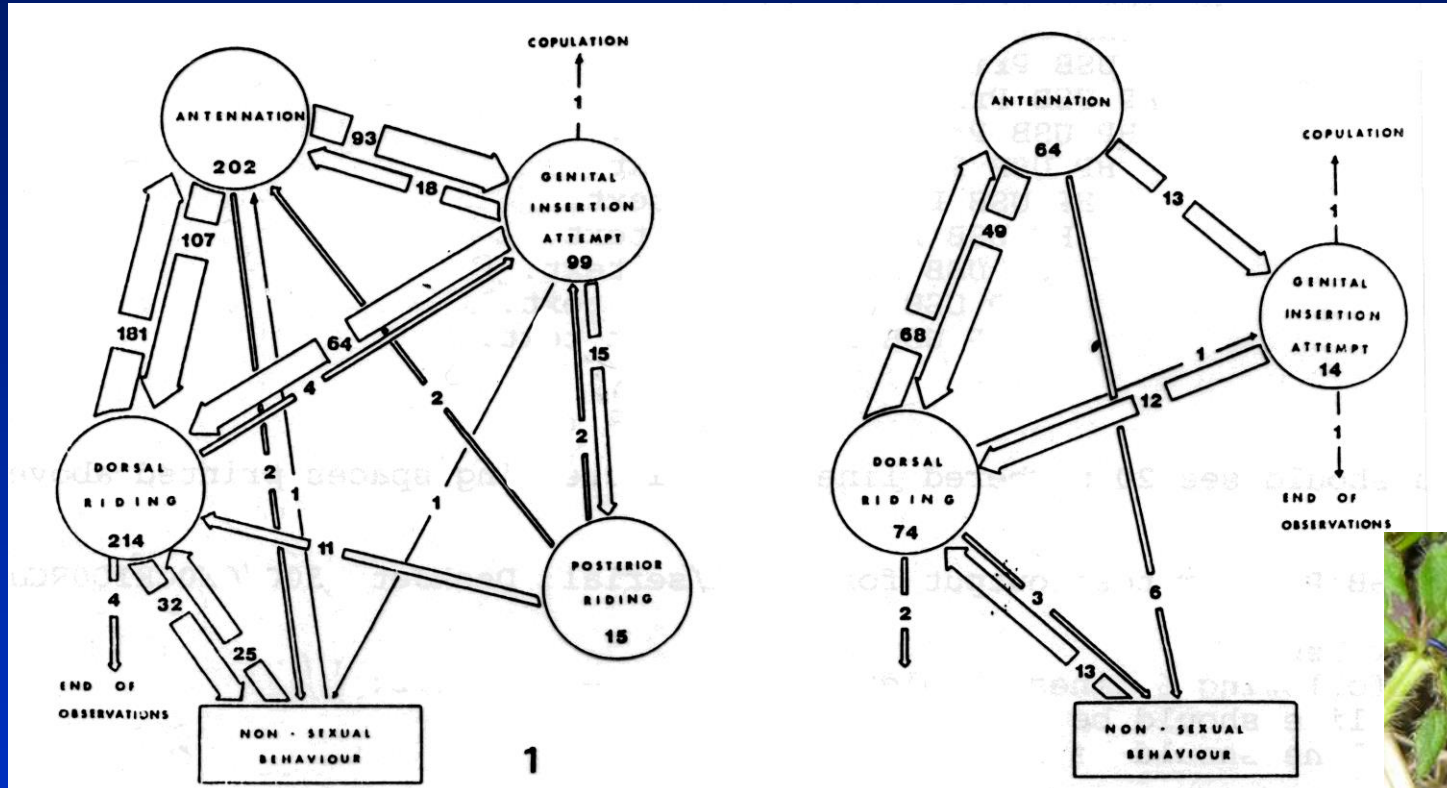 COPULATION
1
ANTENNATION
202
93
18
GENITAL
INSERTION
ATTEMPT
99
107
181
64
4
15
2
2
2
1
1
DORSAL
RIDING
214
11
POSTERIOR
RIDING
15
4
32
25
END OF
OBSERVATIONS
NON - SEXUAL
BEHAVIOUR
1
ANTENNATION
64
COPULATION
1
13
49
68
GENITAL
INSERTION
ATTEMPT
14
1
12
1
END OF
OBSERVATIONS
DORSAL
RIDING
74
2
3
13
6
NON - SEXUAL
BEHAVIOUR